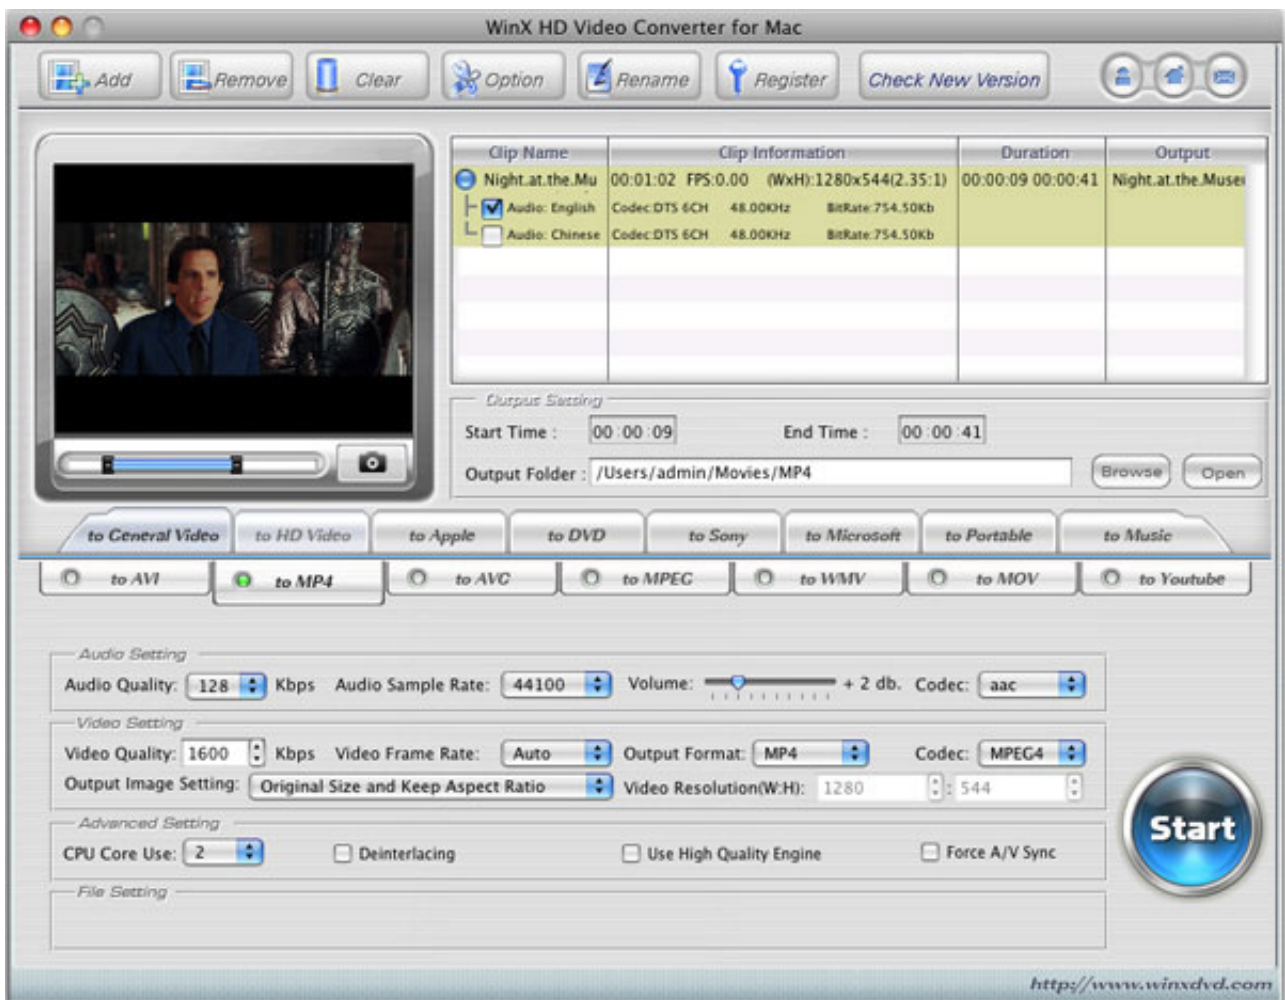 WinX HD Video Converter for Mac
Add Remove Clear Option Rename Register Check New Version
Clip Name Clip Information Duration Output
Night.at.the.Mu 00:01:02 FPS:0.00 (WxH):1280x544(2.35:1) 00:00:09 00:00:41 Night.at.the.Muse
Audio: English Codec:DTS 6CH 48.00KHz BitRate:754.50Kb
Audio: Chinese Codec:DTS 6CH 48.00KHz BitRate:754.50Kb
Output Setting
Start Time : 00 :00 :09 End Time : 00 :00 :41
Output Folder : /Users/admin/Movies/MP4 Browse Open
to General Video to HD Video to Apple to DVD to Sony to Microsoft to Portable to Music
to AVI to MP4 to AVC to MPEG to WMV to MOV to Youtube
Audio Setting
Audio Quality: 128 Kbps Audio Sample Rate: 44100 Volume: + 2 db. Codec: aac
Video Setting
Video Quality: 1600 Kbps Video Frame Rate: Auto Output Format: MP4 Codec: MPEG4
Output Image Setting: Original Size and Keep Aspect Ratio Video Resolution(W:H): 1280 : 544
Advanced Setting
CPU Core Use: 2 Deinterlacing Use High Quality Engine Force A/V Sync
Start
File Setting
http://www.winxdvd.com